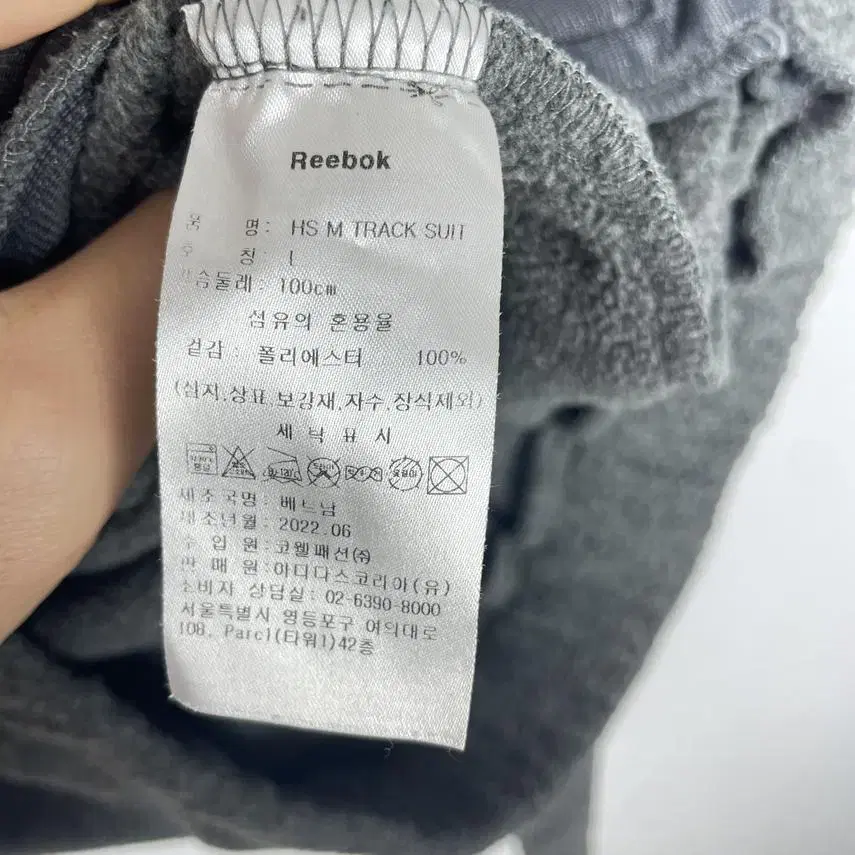 Reebok
품 명: HS M TRACK SUIT
호 칭: L
가슴둘레: 100cm
섬유의 혼용율
겉감: 폴리에스터 100%
(심지,상표,보강재,자수,장식제외)
세 탁 표 시
제조국명: 베트남
제조년월: 2022.06
수 입 원: 코웰패션㈜
판 매 원: 아디다스코리아(유)
소비자 상담실: 02-6390-8000
서울특별시 영등포구 여의대로
108, Parc1(타워1)42층